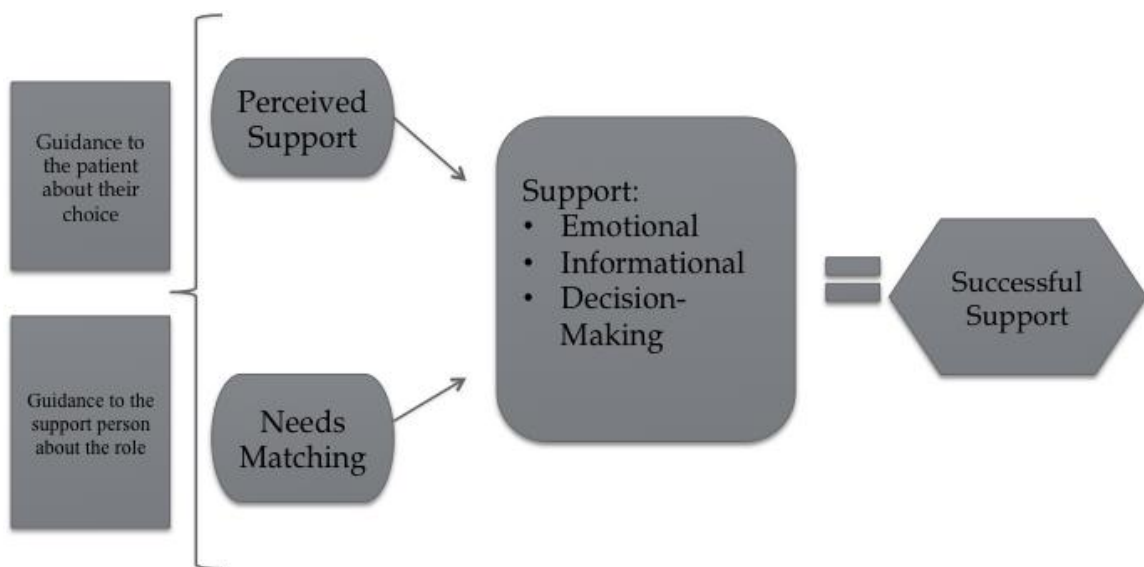 Guidance to
the patient
about their
choice
Guidance to the
support person
about the role
Perceived
Support
Needs
Matching
Support:
• Emotional
• Informational
• Decision-
Making
Successful
Support